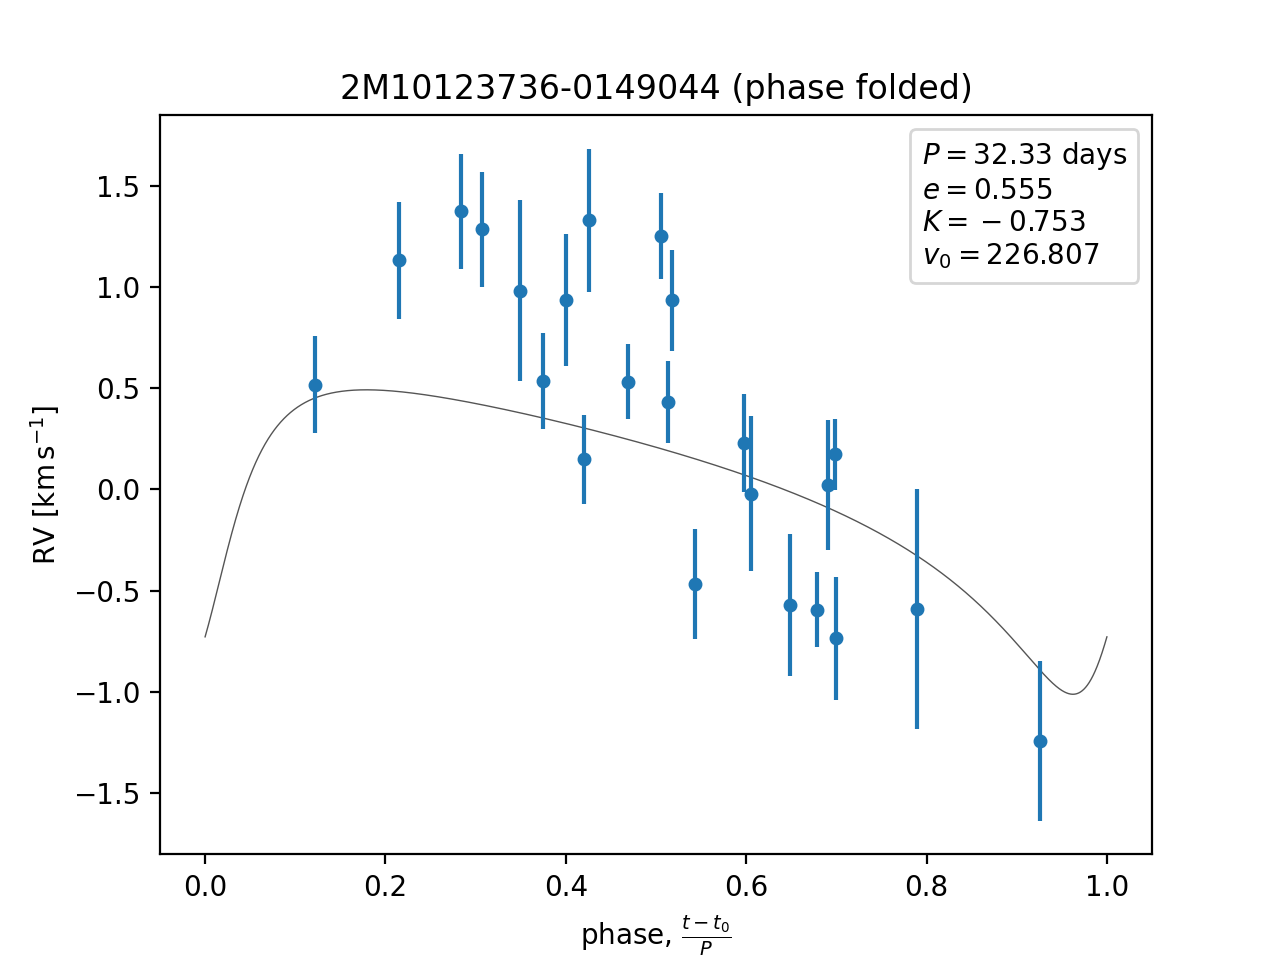 2M10123736-0149044 (phase folded)
P = 32.33 days
e = 0.555
K = −0.753
v₀ = 226.807
RV [km s⁻¹]
1.5
1.0
0.5
0.0
−0.5
−1.0
−1.5
0.0 0.2 0.4 0.6 0.8 1.0
phase, (t − t₀)/P